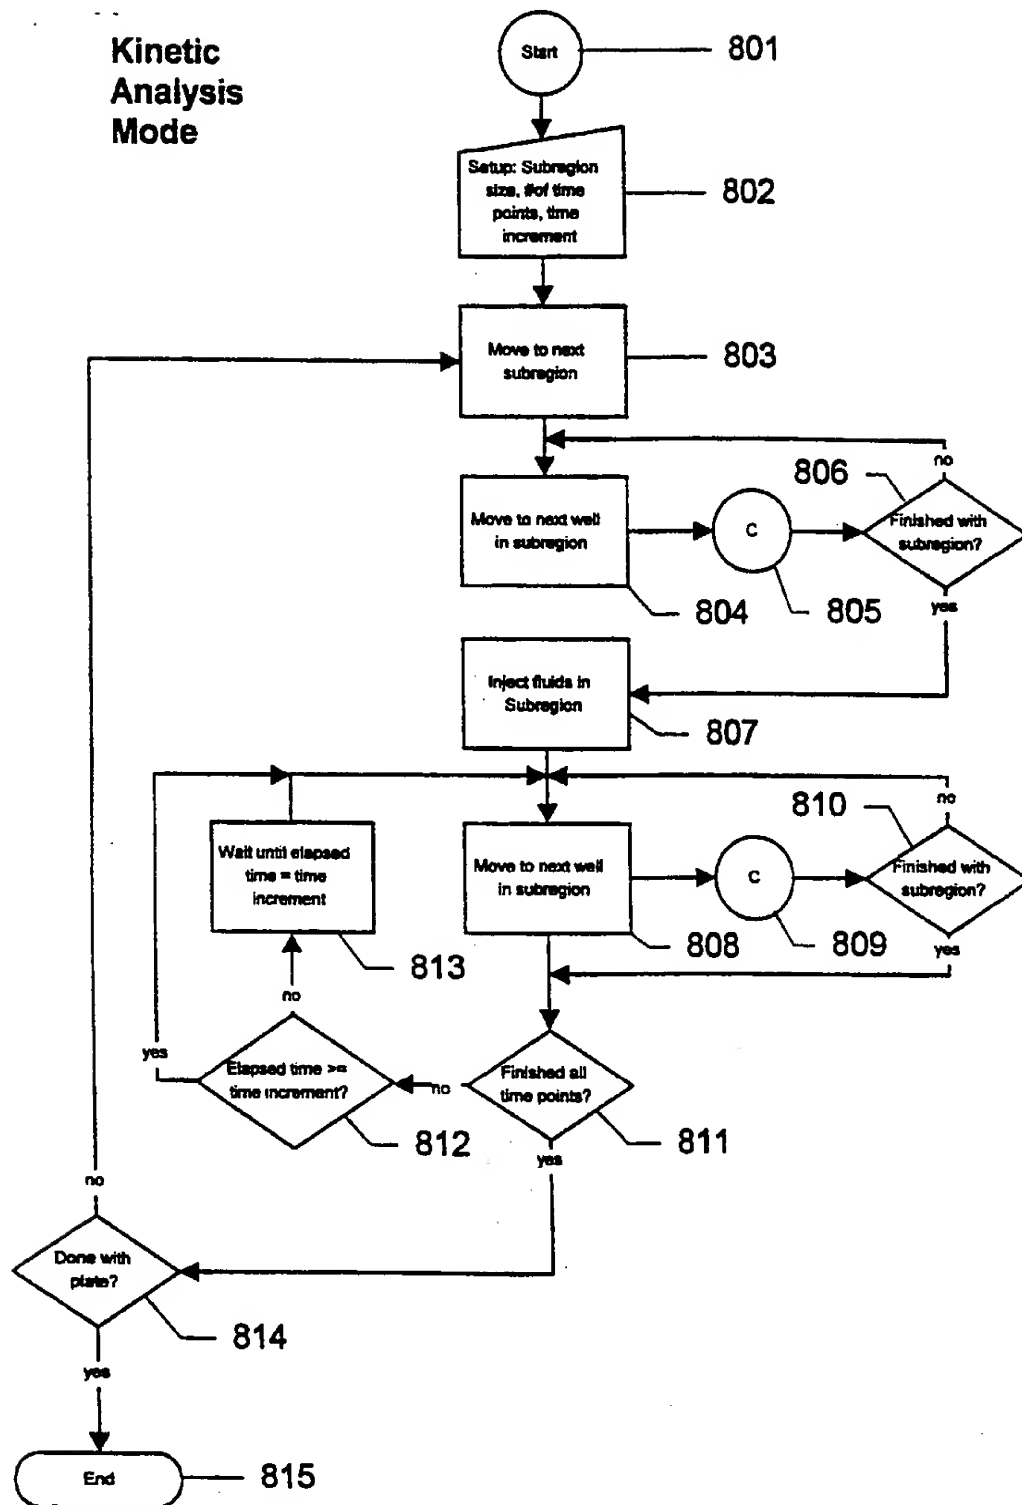 Kinetic
Analysis
Mode
Start
801
Setup: Subregion
size, #of time
points, time
increment
802
Move to next
subregion
803
no
806
Move to next well
in subregion
C
Finished with
subregion?
804
805
yes
Inject fluids in
Subregion
807
810
no
Wait until elapsed
time = time
increment
Move to next well
in subregion
C
Finished with
subregion?
808
809
yes
813
no
yes
Elapsed time >=
time increment?
no
Finished all
time points?
812
811
yes
no
Done with
plate?
814
yes
End
815